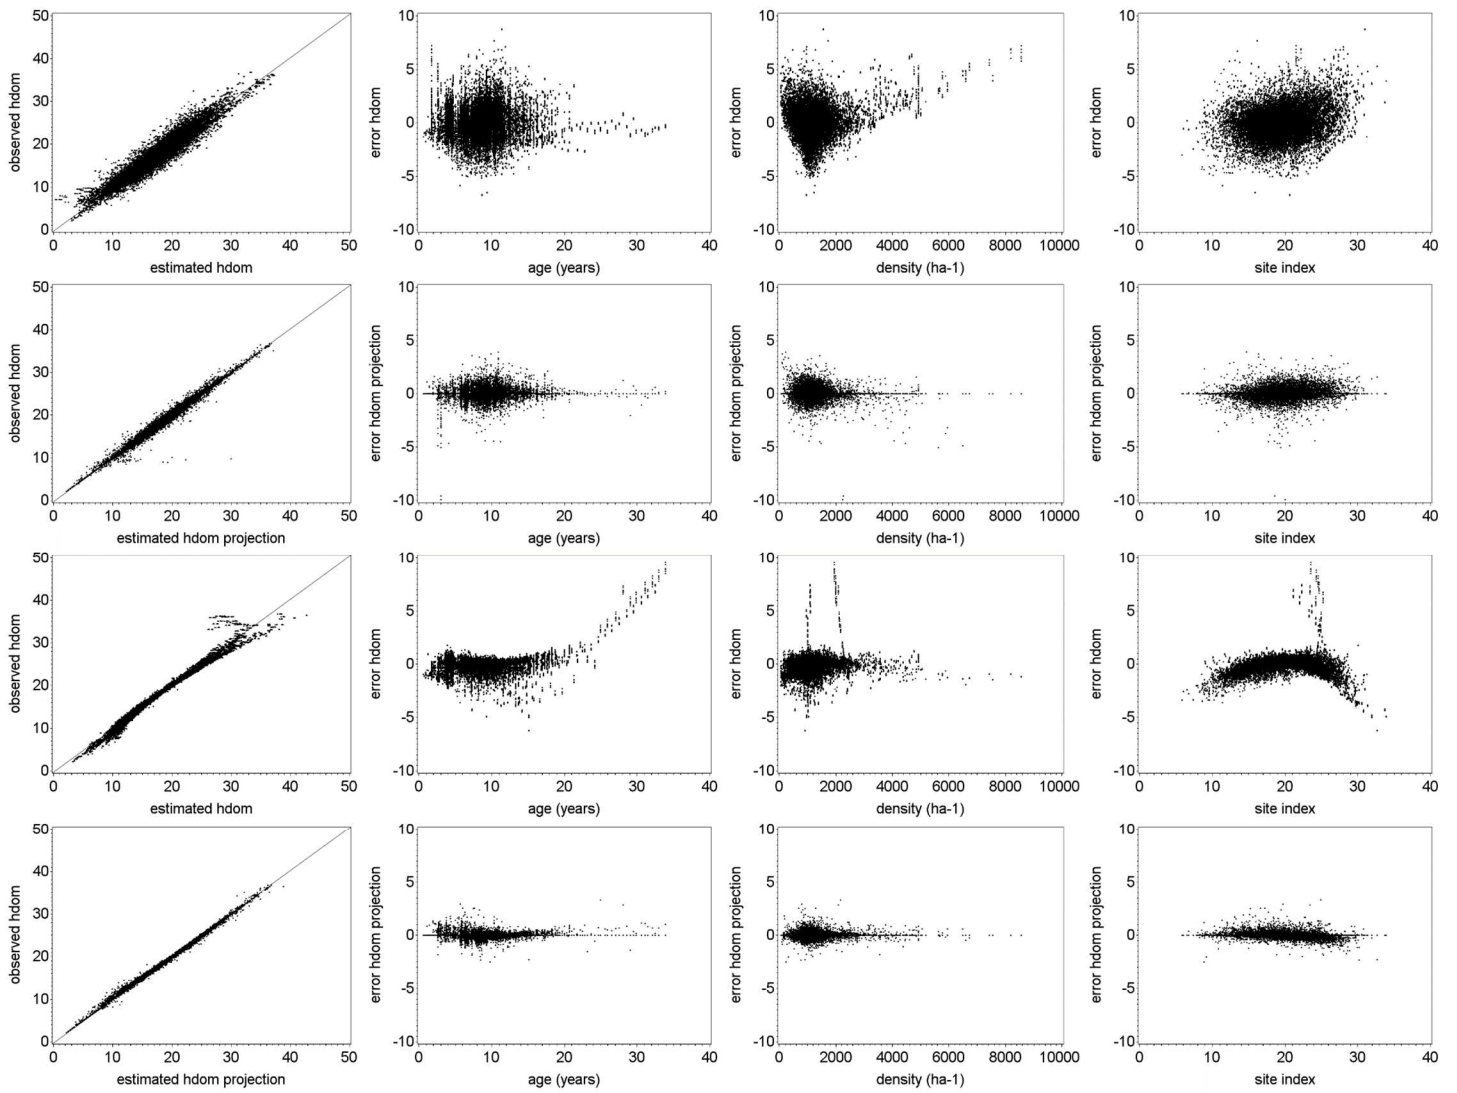 50 10 10 10
40
observed hdom 30 error hdom 5 error hdom 5 error hdom 5
20 0 0 0
10 -5 -5 -5
0 -10 -10 -10
0 10 20 30 40 50 0 10 20 30 40 0 2000 4000 6000 8000 10000 0 10 20 30 40
estimated hdom age (years) density (ha-1) site index
50 10 10 10
40
observed hdom 30 error hdom projection 5 error hdom projection 5 error hdom projection 5
20 0 0 0
10 -5 -5 -5
0 -10 -10 -10
0 10 20 30 40 50 0 10 20 30 40 0 2000 4000 6000 8000 10000 0 10 20 30 40
estimated hdom projection age (years) density (ha-1) site index
50 10 10 10
40
observed hdom 30 error hdom 5 error hdom 5 error hdom 5
20 0 0 0
10 -5 -5 -5
0 -10 -10 -10
0 10 20 30 40 50 0 10 20 30 40 0 2000 4000 6000 8000 10000 0 10 20 30 40
estimated hdom age (years) density (ha-1) site index
50 10 10 10
40
observed hdom 30 error hdom projection 5 error hdom projection 5 error hdom projection 5
20 0 0 0
10 -5 -5 -5
0 -10 -10 -10
0 10 20 30 40 50 0 10 20 30 40 0 2000 4000 6000 8000 10000 0 10 20 30 40
estimated hdom projection age (years) density (ha-1) site index